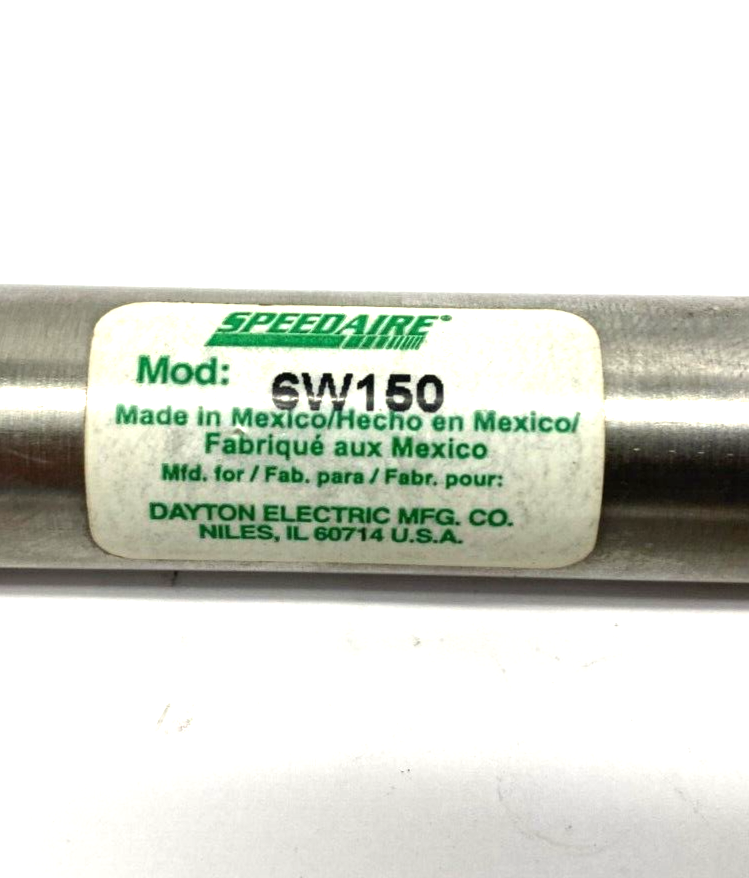 SPEEDAIRE®
Mod: 6W150
Made in Mexico/Hecho en Mexico/
Fabriqué aux Mexico
Mfd. for / Fab. para / Fabr. pour:
DAYTON ELECTRIC MFG. CO.
NILES, IL 60714 U.S.A.